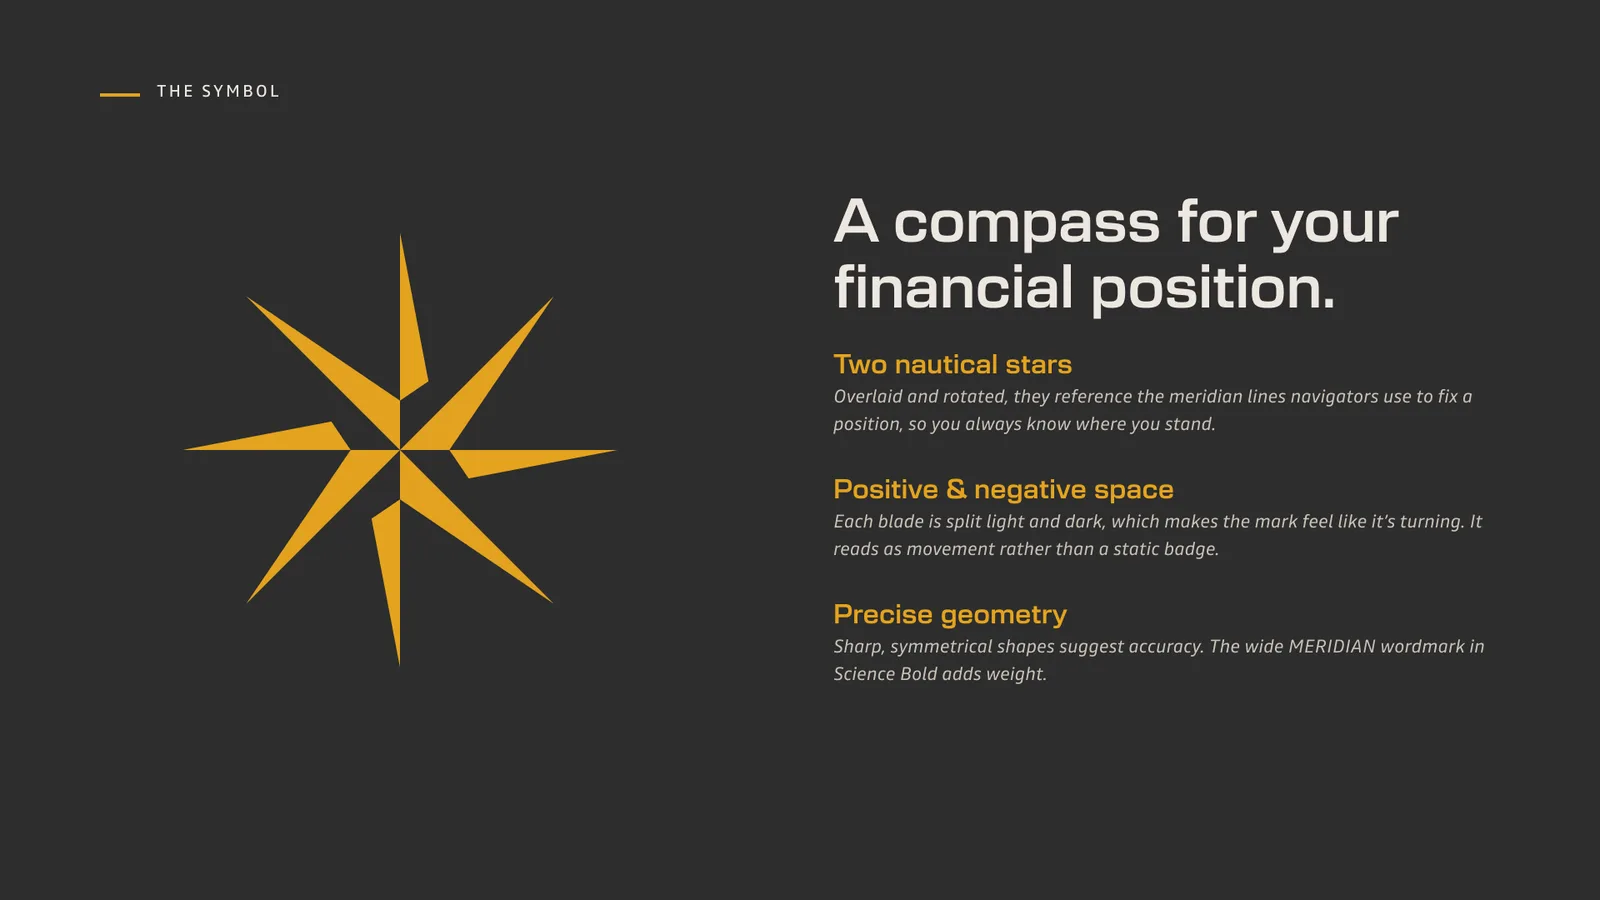 THE SYMBOL
A compass for your
financial position.
Two nautical stars
Overlaid and rotated, they reference the meridian lines navigators use to fix a
position, so you always know where you stand.
Positive & negative space
Each blade is split light and dark, which makes the mark feel like it's turning. It
reads as movement rather than a static badge.
Precise geometry
Sharp, symmetrical shapes suggest accuracy. The wide MERIDIAN wordmark in
Science Bold adds weight.